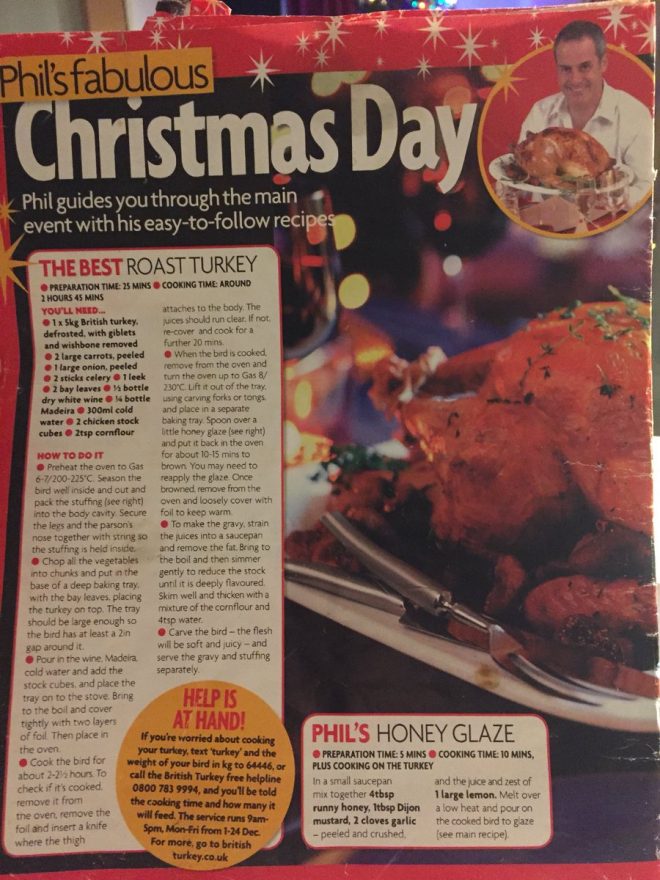 Phil's fabulous
Christmas Day
Phil guides you through the main
event with his easy-to-follow recipes
THE BEST ROAST TURKEY
● PREPARATION TIME: 25 MINS ● COOKING TIME: AROUND
2 HOURS 45 MINS
YOU'LL NEED...
● 1 x 5kg British turkey,
defrosted, with giblets
and wishbone removed
● 2 large carrots, peeled
● 1 large onion, peeled
● 2 sticks celery ● 1 leek
● 2 bay leaves ● ½ bottle
dry white wine ● ¼ bottle
Madeira ● 300ml cold
water ● 2 chicken stock
cubes ● 2tsp cornflour
HOW TO DO IT
● Preheat the oven to Gas
6-7/200-225°C. Season the
bird well inside and out and
pack the stuffing (see right)
into the body cavity. Secure
the legs and the parson's
nose together with string so
the stuffing is held inside.
● Chop all the vegetables
into chunks and put in the
base of a deep baking tray,
with the bay leaves, placing
the turkey on top. The tray
should be large enough so
the bird has at least a 2in
gap around it.
● Pour in the wine, Madeira,
cold water and add the
stock cubes, and place the
tray on to the stove. Bring
to the boil and cover
tightly with two layers
of foil. Then place in
the oven.
● Cook the bird for
about 2-2½ hours. To
check if it's cooked,
remove it from
the oven, remove the
foil and insert a knife
where the thigh
attaches to the body. The
juices should run clear. If not,
re-cover and cook for a
further 20 mins.
● When the bird is cooked,
remove from the oven and
turn the oven up to Gas 8/
230°C. Lift it out of the tray,
using carving forks or tongs,
and place in a separate
baking tray. Spoon over a
little honey glaze (see right)
and put it back in the oven
for about 10-15 mins to
brown. You may need to
reapply the glaze. Once
browned, remove from the
oven and loosely cover with
foil to keep warm.
● To make the gravy, strain
the juices into a saucepan
and remove the fat. Bring to
the boil and then simmer
gently to reduce the stock
until it is deeply flavoured.
Skim well and thicken with a
mixture of the cornflour and
4tsp water.
● Carve the bird – the flesh
will be soft and juicy – and
serve the gravy and stuffing
separately.
HELP IS
AT HAND!
If you're worried about cooking
your turkey, text 'turkey' and the
weight of your bird in kg to 64446, or
call the British Turkey free helpline
0800 783 9994, and you'll be told
the cooking time and how many it
will feed. The service runs 9am-
5pm, Mon-Fri from 1-24 Dec.
For more, go to british
turkey.co.uk
PHIL'S HONEY GLAZE
● PREPARATION TIME: 5 MINS ● COOKING TIME: 10 MINS,
PLUS COOKING ON THE TURKEY
In a small saucepan
mix together 4tbsp
runny honey, 1tbsp Dijon
mustard, 2 cloves garlic
– peeled and crushed,
and the juice and zest of
1 large lemon. Melt over
a low heat and pour on
the cooked bird to glaze
(see main recipe).